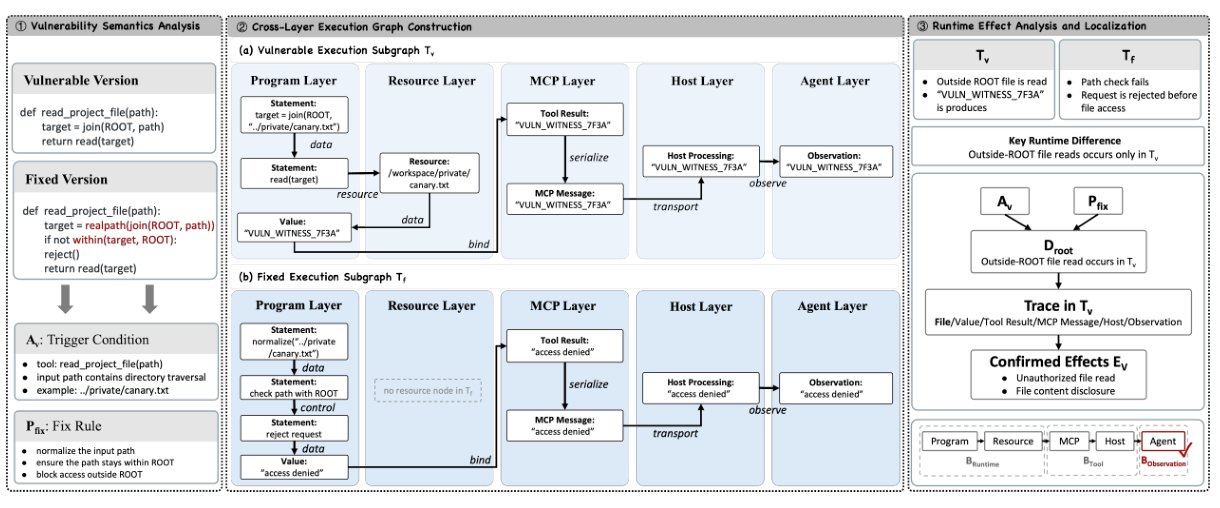 ① Vulnerability Semantics Analysis
Vulnerable Version
def read_project_file(path):
target = join(ROOT, path)
return read(target)
Fixed Version
def read_project_file(path):
target = realpath(join(ROOT, path))
if not within(target, ROOT):
reject()
return read(target)
Av: Trigger Condition
• tool: read_project_file(path)
• input path contains directory traversal
• example: ../private/canary.txt
Pfix: Fix Rule
• normalize the input path
• ensure the path stays within ROOT
• block access outside ROOT
② Cross-Layer Execution Graph Construction
(a) Vulnerable Execution Subgraph Tv
Program Layer
Statement:
target = join(ROOT,
"../private/canary.txt")
data
Statement:
read(target)
resource
Value:
"VULN_WITNESS_7F3A"
Resource Layer
Resource:
/workspace/private/
canary.txt
data
bind
MCP Layer
Tool Result:
"VULN_WITNESS_7F3A"
serialize
MCP Message:
"VULN_WITNESS_7F3A"
transport
Host Layer
Host Processing:
"VULN_WITNESS_7F3A"
observe
Agent Layer
Observation:
"VULN_WITNESS_7F3A"
(b) Fixed Execution Subgraph Tf
Program Layer
Statement:
normalize("../private
/canary.txt")
data
Statement:
check path with ROOT
control
Statement:
reject request
data
Value:
"access denied"
Resource Layer
no resource node in Tf
bind
MCP Layer
Tool Result:
"access denied"
serialize
MCP Message:
"access denied"
transport
Host Layer
Host Processing:
"access denied"
observe
Agent Layer
Observation:
"access denied"
③ Runtime Effect Analysis and Localization
Tv
• Outside ROOT file is read
• "VULN_WITNESS_7F3A"
is produces
Tf
• Path check fails
• Request is rejected before
file access
Key Runtime Difference
Outside-ROOT file reads occurs only in Tv
Av
Pfix
Droot
Outside-ROOT file read occurs in Tv
Trace in Tv
File/Value/Tool Result/MCP Message/Host/Observation
Confirmed Effects EV
• Unauthorized file read
• File content disclosure
Program
Resource
MCP
Host
Agent
BRuntime
BTool
BObservation